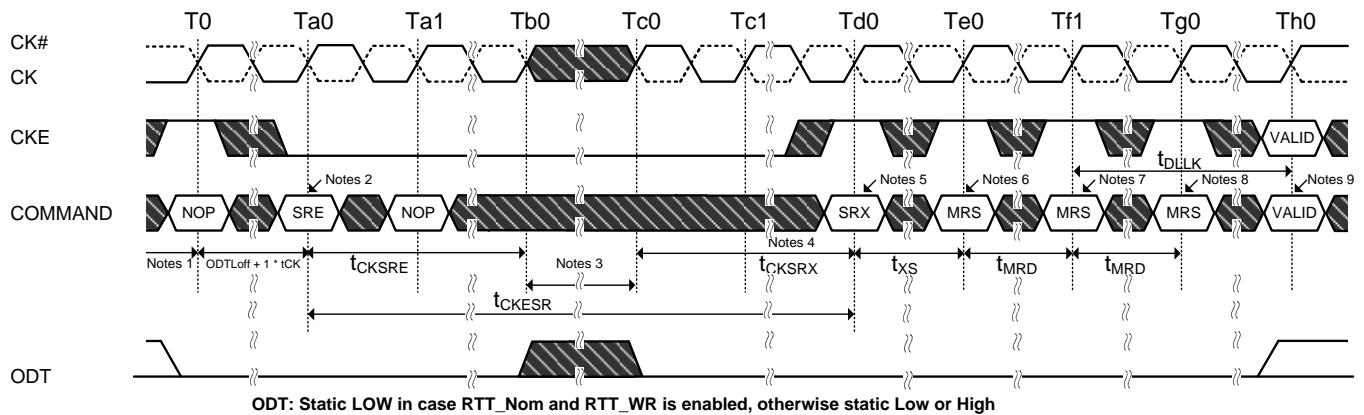 T0 Ta0 Ta1 Tb0 Tc0 Tc1 Td0 Te0 Tf1 Tg0 Th0
CK#
CK
CKE
VALID
tDLLK
Notes 2 Notes 5 Notes 6 Notes 7 Notes 8 Notes 9
COMMAND
NOP SRE NOP SRX MRS MRS MRS VALID
Notes 1 ODTLoff + 1 * tCK tCKSRE Notes 3 Notes 4 tCKSRX tXS tMRD tMRD
tCKESR
ODT
ODT: Static LOW in case RTT_Nom and RTT_WR is enabled, otherwise static Low or High